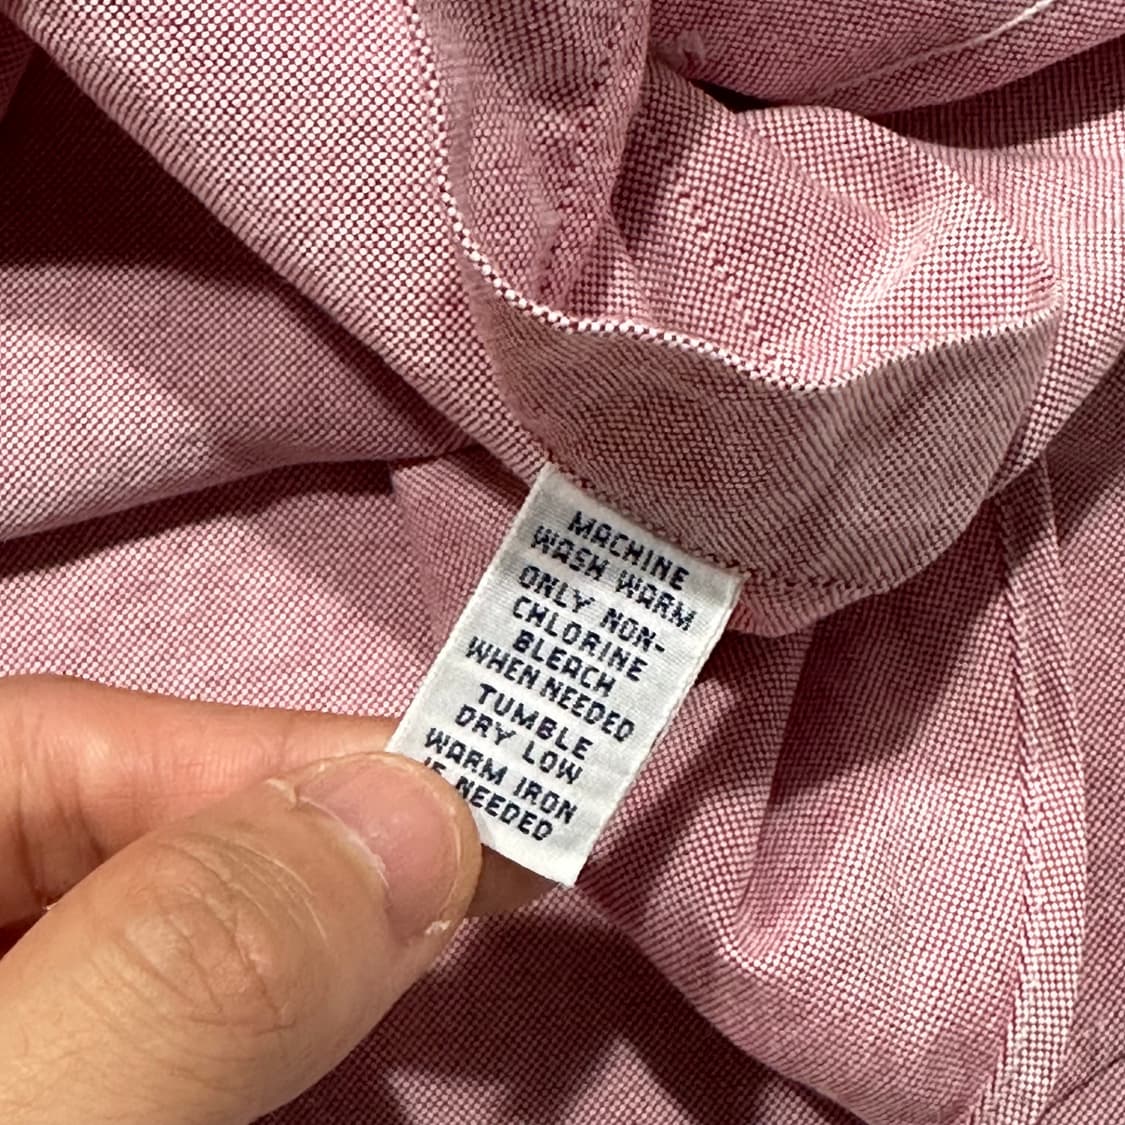 MACHINE
WASH WARM
ONLY NON-
CHLORINE
BLEACH
WHEN NEEDED
TUMBLE
DRY LOW
WARM IRON
IF NEEDED